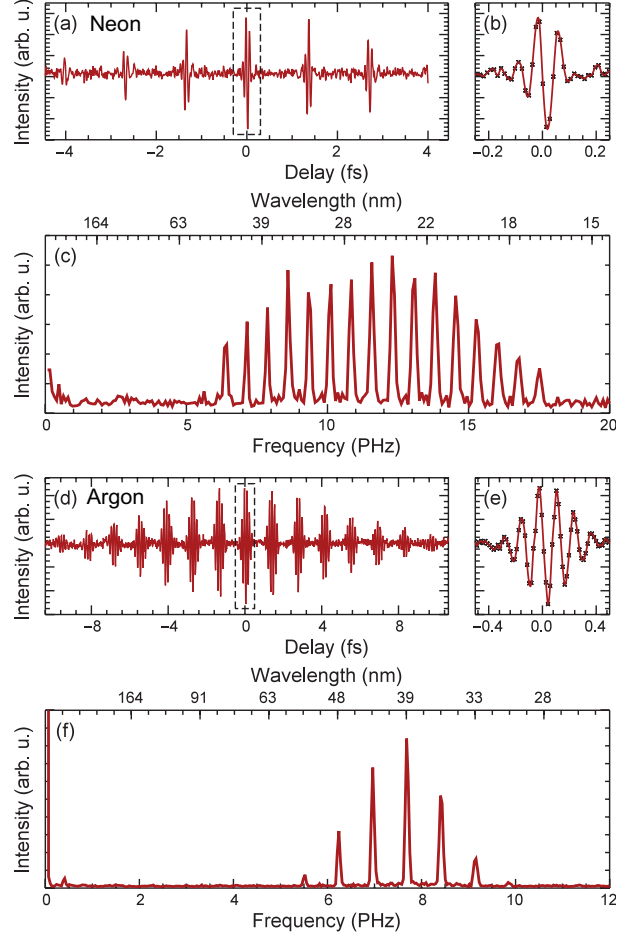 (a) Neon
(b)
Intensity (arb. u.)
−4 −2 0 2 4
−0.2 0.0 0.2
Delay (fs)
Wavelength (nm)
164 63 39 28 22 18 15
(c)
Intensity (arb. u.)
0 5 10 15 20
Frequency (PHz)
(d) Argon
(e)
Intensity (arb. u.)
−8 −4 0 4 8
−0.4 0.0 0.4
Delay (fs)
Wavelength (nm)
164 91 63 48 39 33 28
(f)
Intensity (arb. u.)
0 2 4 6 8 10 12
Frequency (PHz)